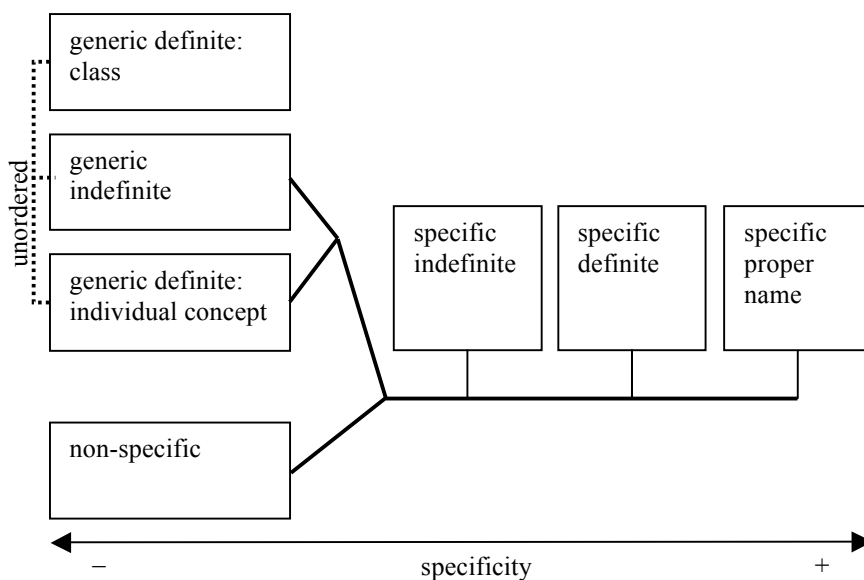 generic definite:
class
generic
indefinite
generic definite:
individual concept
non-specific
unordered
specific
indefinite
specific
definite
specific
proper
name
– specificity +